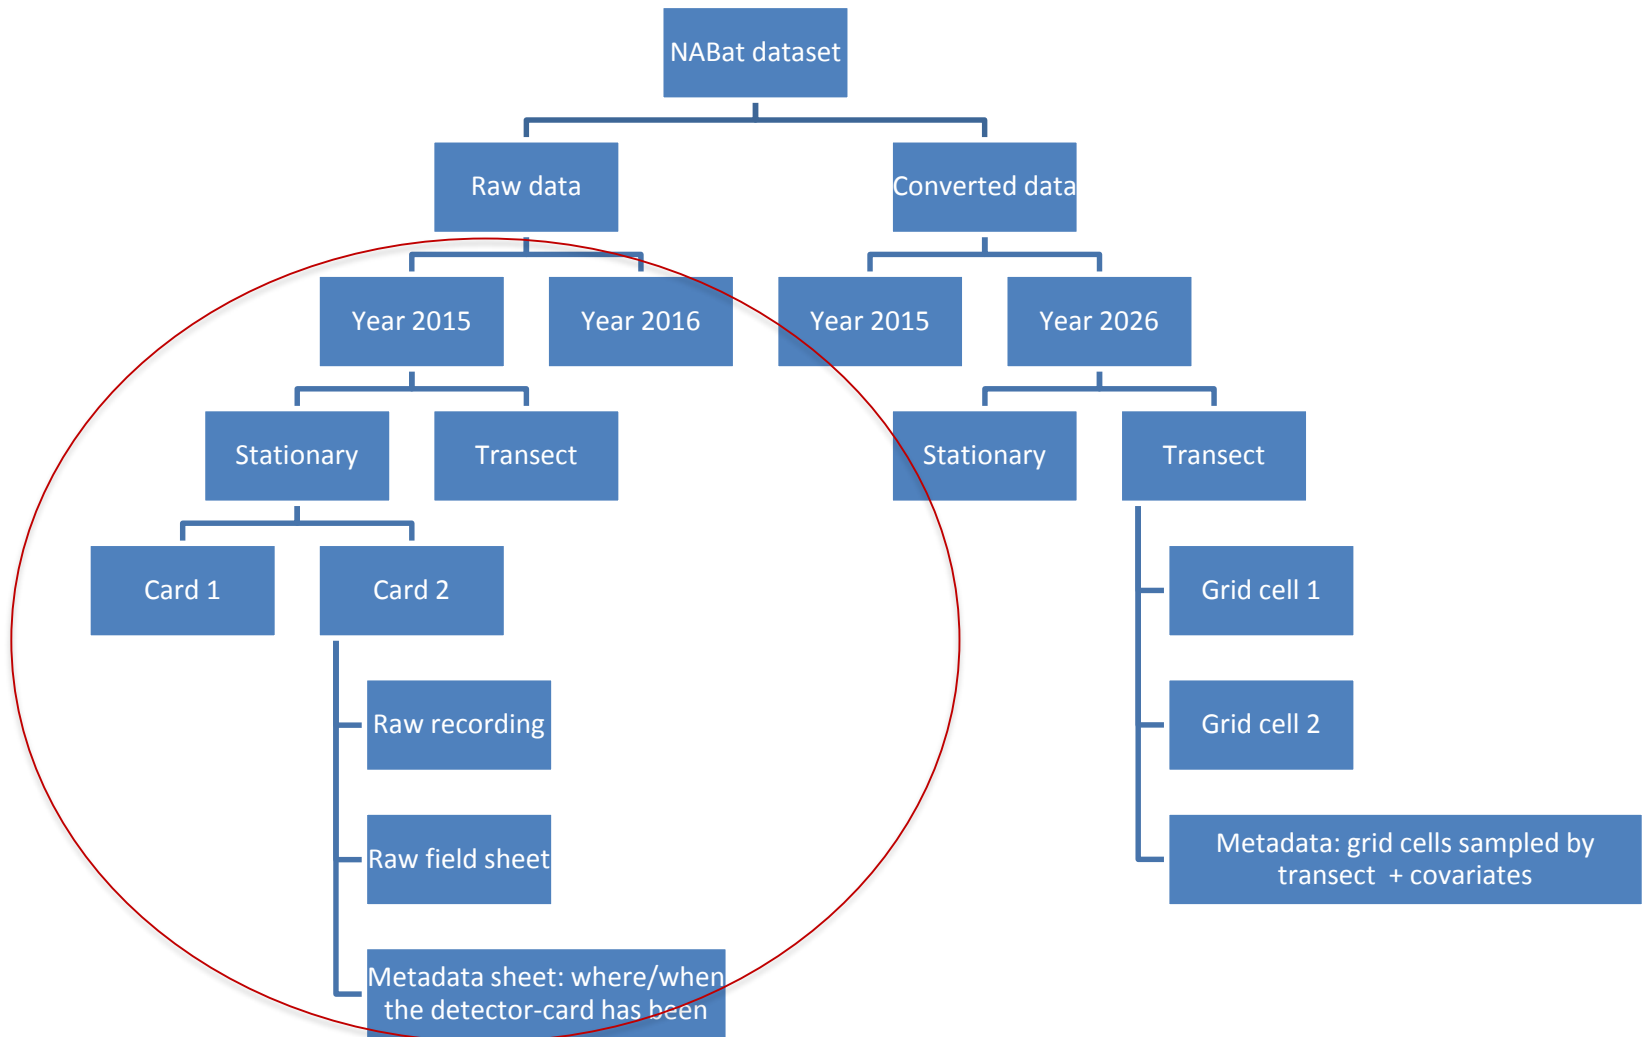 NABat dataset
Raw data
Converted data
Year 2015
Year 2016
Year 2015
Year 2026
Stationary
Transect
Stationary
Transect
Card 1
Card 2
Grid cell 1
Raw recording
Grid cell 2
Raw field sheet
Metadata: grid cells sampled by
transect + covariates
Metadata sheet: where/when
the detector-card has been